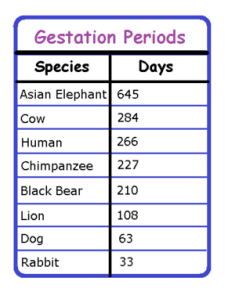 Gestation Periods
Species Days
Asian Elephant 645
Cow 284
Human 266
Chimpanzee 227
Black Bear 210
Lion 108
Dog 63
Rabbit 33